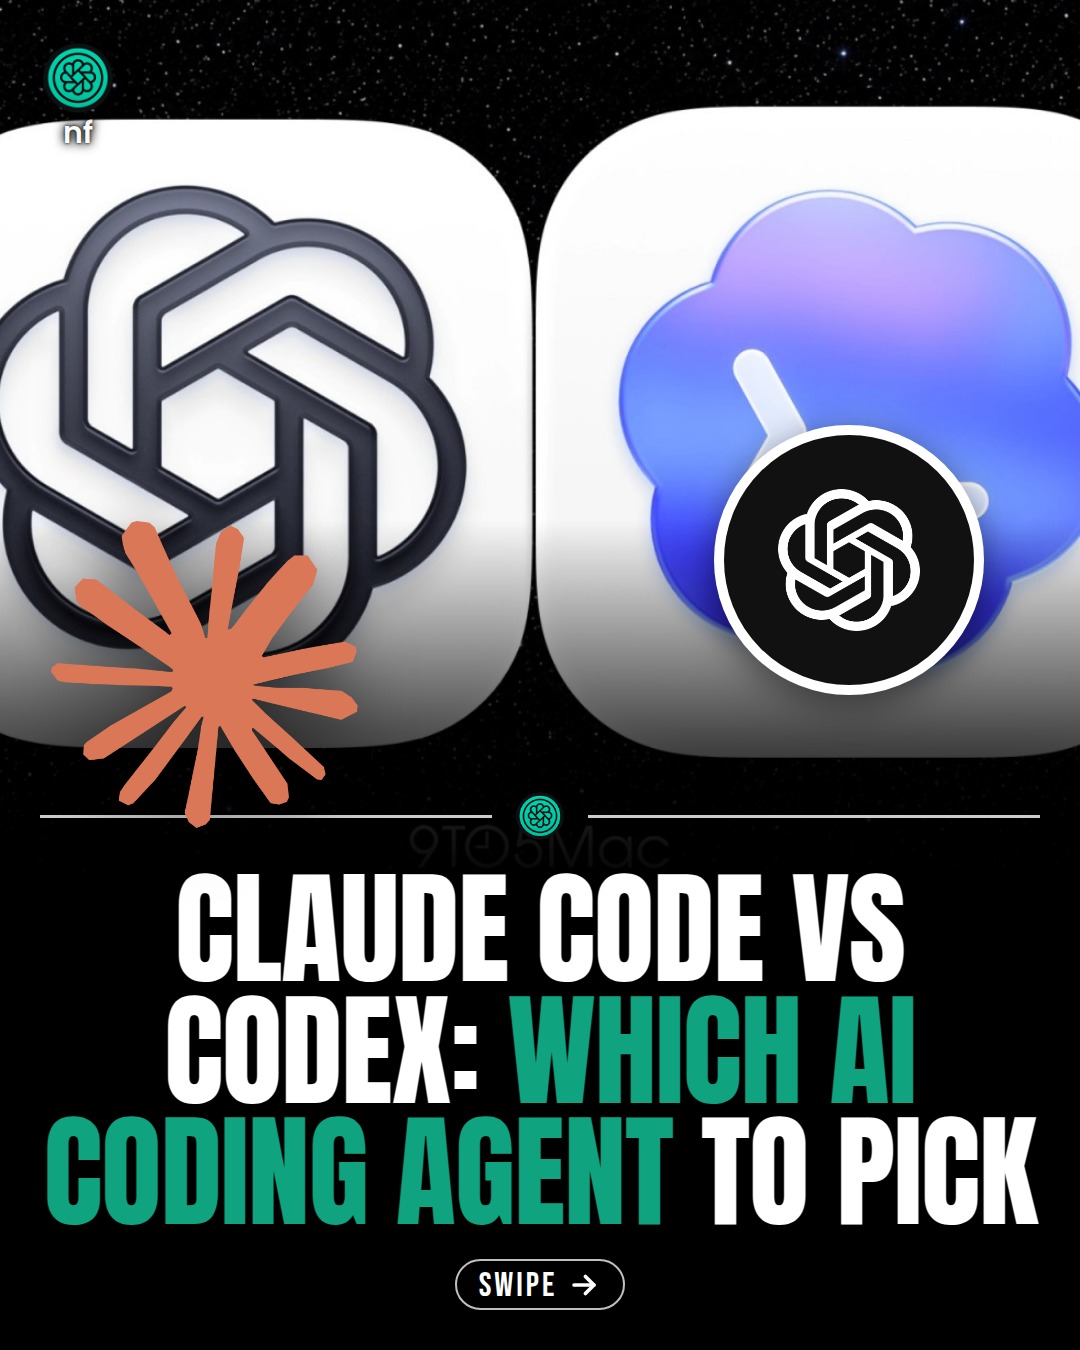 nf
9TO5Mac
CLAUDE CODE VS
CODEX: WHICH AI
CODING AGENT TO PICK
SWIPE →